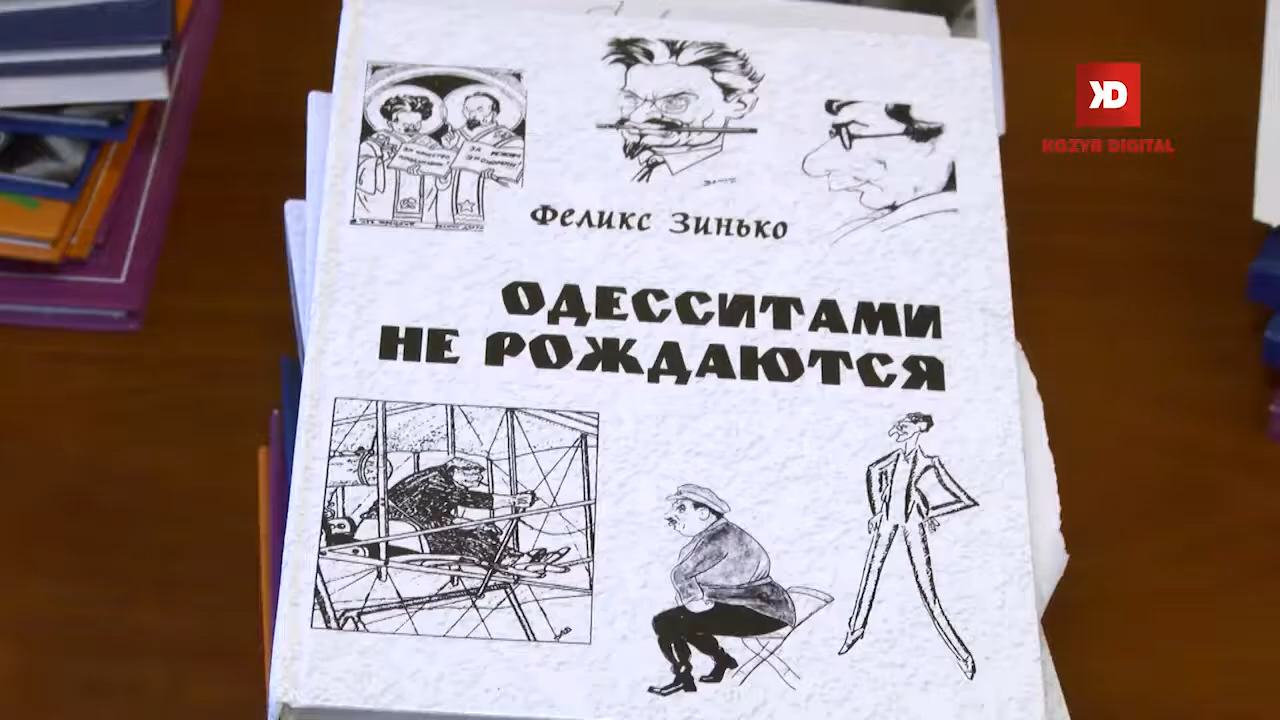 KD
KOZYR DIGITAL
Феликс Зинько
ОДЕССИТАМИ
НЕ РОЖДАЮТСЯ